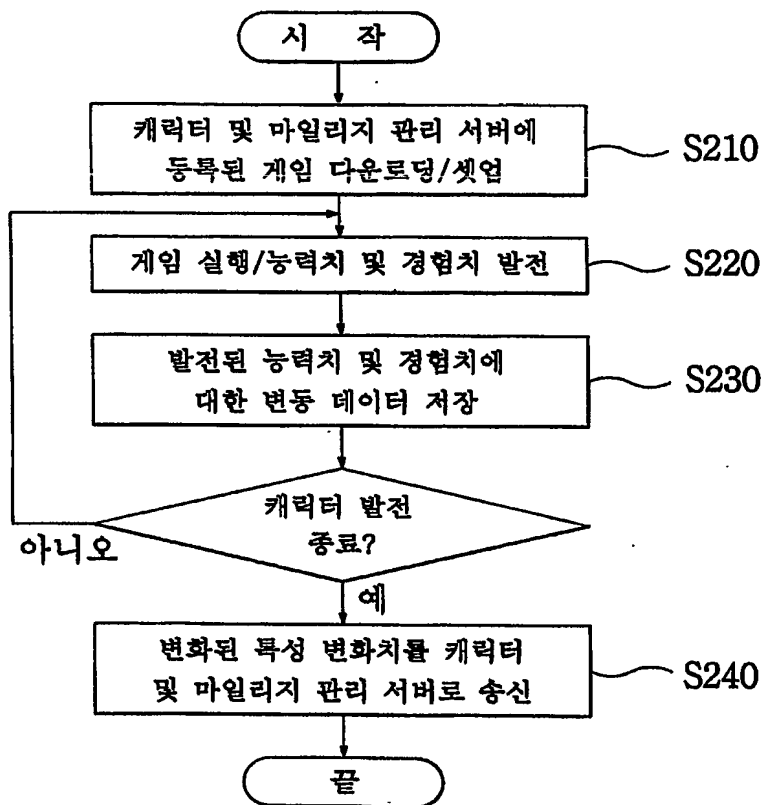 시 작
캐릭터 및 마일리지 관리 서버에
등록된 게임 다운로딩/셋업
S210
게임 실행/능력치 및 경험치 발전
S220
발전된 능력치 및 경험치에
대한 변동 데이터 저장
S230
캐릭터 발전
종료?
아니오
예
변화된 특성 변화치를 캐릭터
및 마일리지 관리 서버로 송신
S240
끝